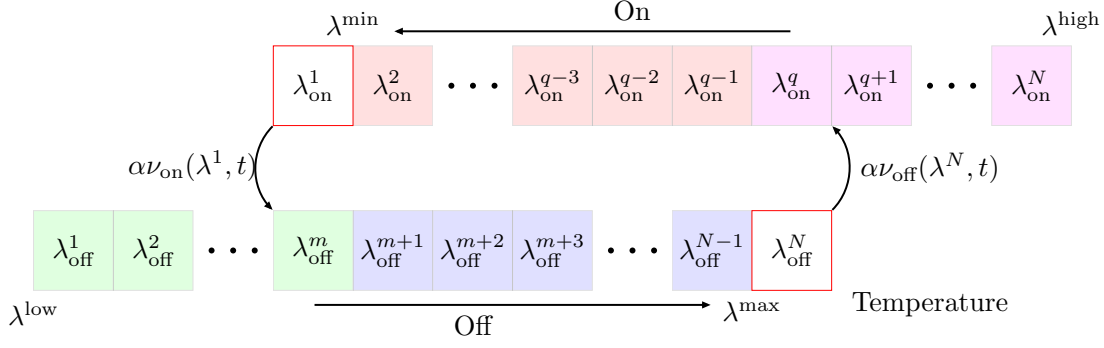 On
λ^min λ^high
λ_on^1 λ_on^2 ··· λ_on^{q−3} λ_on^{q−2} λ_on^{q−1} λ_on^q λ_on^{q+1} ··· λ_on^N
αν_on(λ^1, t) αν_off(λ^N, t)
λ_off^1 λ_off^2 ··· λ_off^m λ_off^{m+1} λ_off^{m+2} λ_off^{m+3} ··· λ_off^{N−1} λ_off^N
λ^low λ^max Temperature
Off